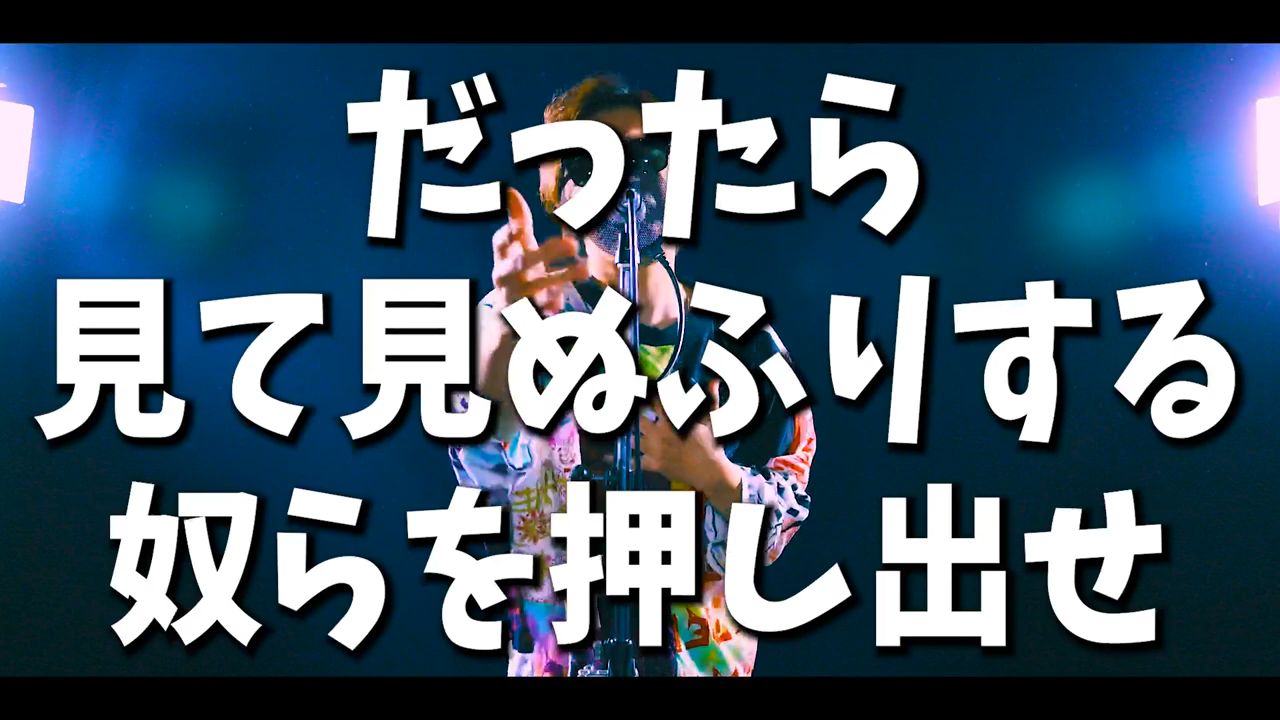 だったら
見て見ぬふりする
奴らを押し出せ